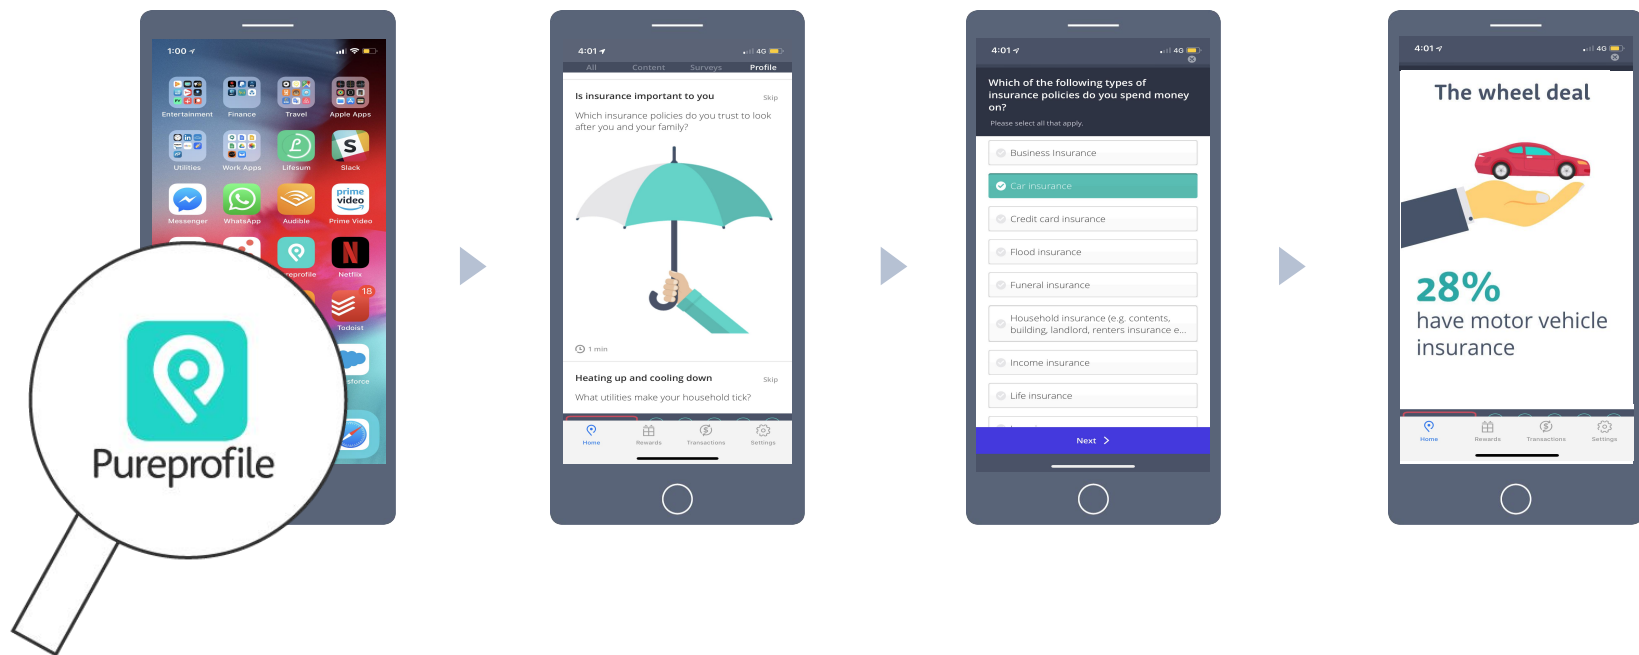 1:00
Entertainment
Finance
Travel
Apple Apps
Utilities
Work Apps
Lifesum
Slack
prime
video
Messenger
WhatsApp
Audible
Prime Video
Netflix
18
Todoist
Pureprofile
4:01
4G
All
Content
Surveys
Profile
Is insurance important to you
Skip
Which insurance policies do you trust to look
after you and your family?
1 min
Heating up and cooling down
Skip
What utilities make your household tick?
Home
Rewards
Transactions
Settings
4:01
4G
Which of the following types of
insurance policies do you spend money
on?
Please select all that apply.
Business Insurance
Car insurance
Credit card insurance
Flood insurance
Funeral insurance
Household insurance (e.g. contents,
building, landlord, renters insurance e...
Income insurance
Life insurance
Next
4:01
4G
The wheel deal
28%
have motor vehicle
insurance
Home
Rewards
Transactions
Settings